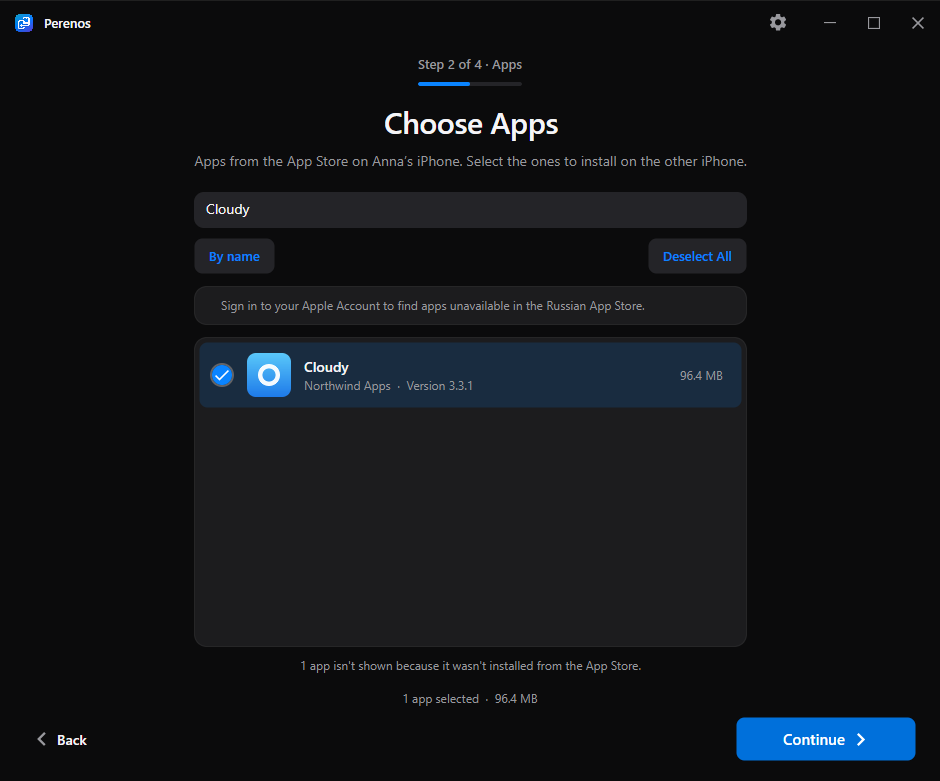 Perenos
Step 2 of 4 · Apps
Choose Apps
Apps from the App Store on Anna's iPhone. Select the ones to install on the other iPhone.
Cloudy
By name
Deselect All
Sign in to your Apple Account to find apps unavailable in the Russian App Store.
Cloudy
Northwind Apps · Version 3.3.1
96.4 MB
1 app isn't shown because it wasn't installed from the App Store.
1 app selected · 96.4 MB
Back
Continue